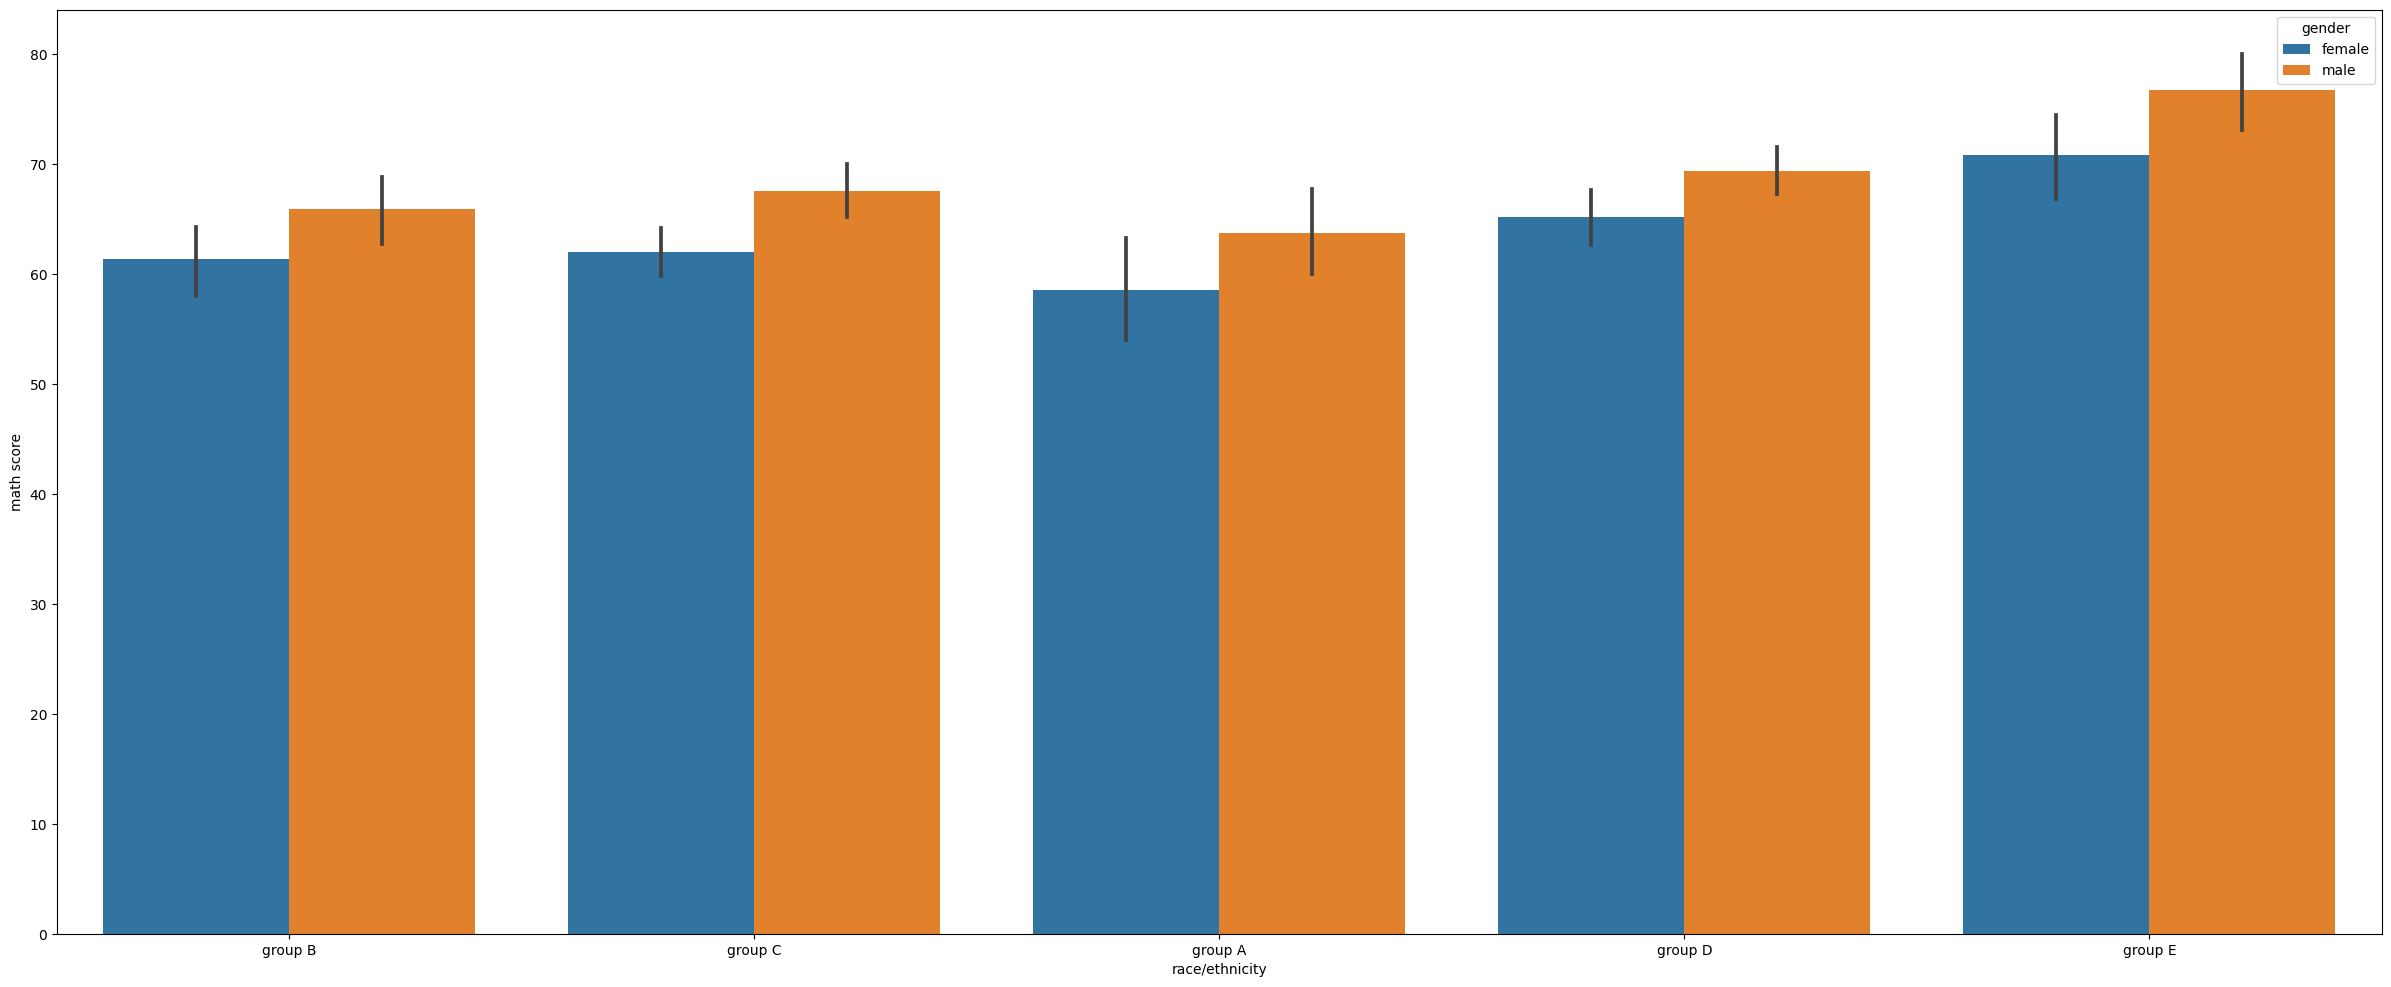 gender
female
male
80
70
60
50
40
30
20
10
0
math score
group B
group C
group A
group D
group E
race/ethnicity